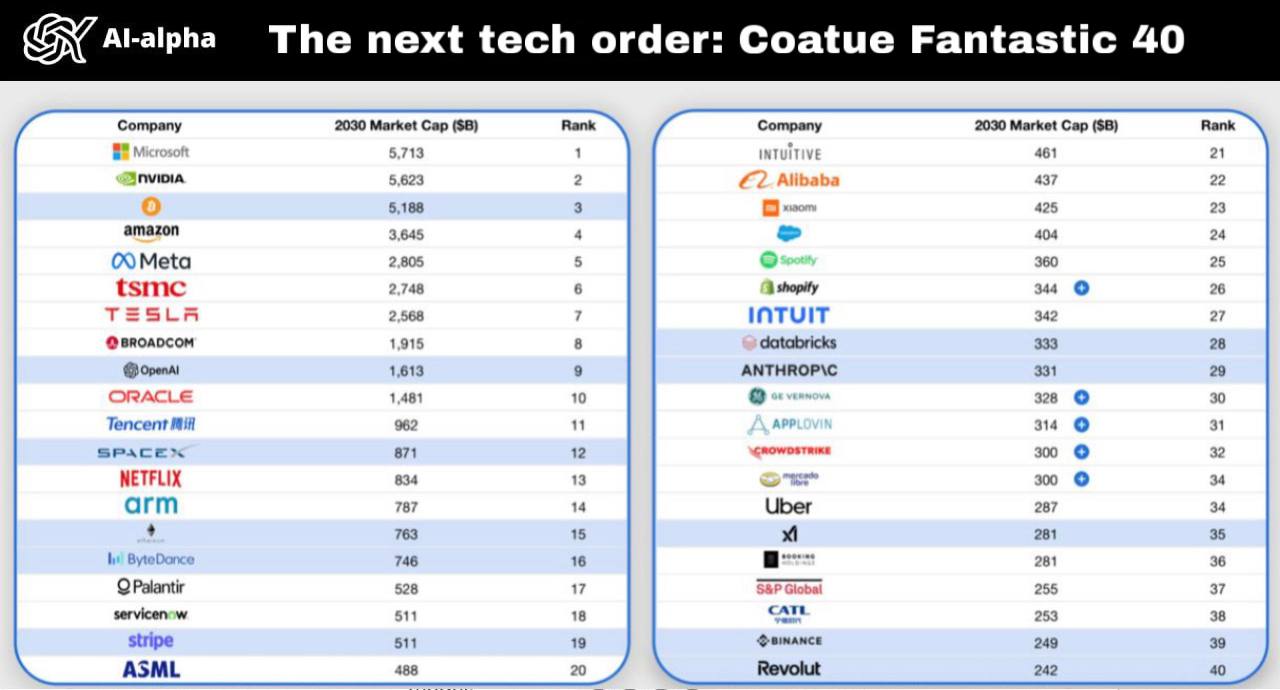 AI-alpha The next tech order: Coatue Fantastic 40
Company 2030 Market Cap ($B) Rank
Microsoft 5,713 1
NVIDIA 5,623 2
5,188 3
amazon 3,645 4
Meta 2,805 5
tsmc 2,748 6
TESLA 2,568 7
BROADCOM 1,915 8
OpenAI 1,613 9
ORACLE 1,481 10
Tencent 腾讯 962 11
SPACEX 871 12
NETFLIX 834 13
arm 787 14
ethereum 763 15
ByteDance 746 16
Palantir 528 17
servicenow 511 18
stripe 511 19
ASML 488 20
Company 2030 Market Cap ($B) Rank
INTUITIVE 461 21
Alibaba 437 22
mi xiaomi 425 23
salesforce 404 24
Spotify 360 25
shopify 344 + 26
INTUIT 342 27
databricks 333 28
ANTHROP\C 331 29
GE VERNOVA 328 + 30
APPLOVIN 314 + 31
CROWDSTRIKE 300 + 32
mercado libre 300 + 34
Uber 287 34
xI 281 35
BOOKING HOLDINGS 281 36
S&P Global 255 37
CATL 宁德时代 253 38
BINANCE 249 39
Revolut 242 40